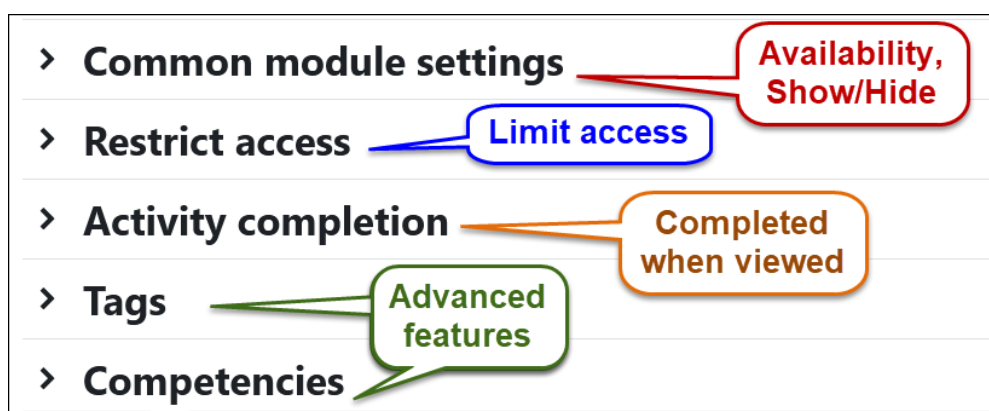 Common module settings
Availability,
Show/Hide
Restrict access
Limit access
Activity completion
Completed
when viewed
Tags
Advanced
features
Competencies